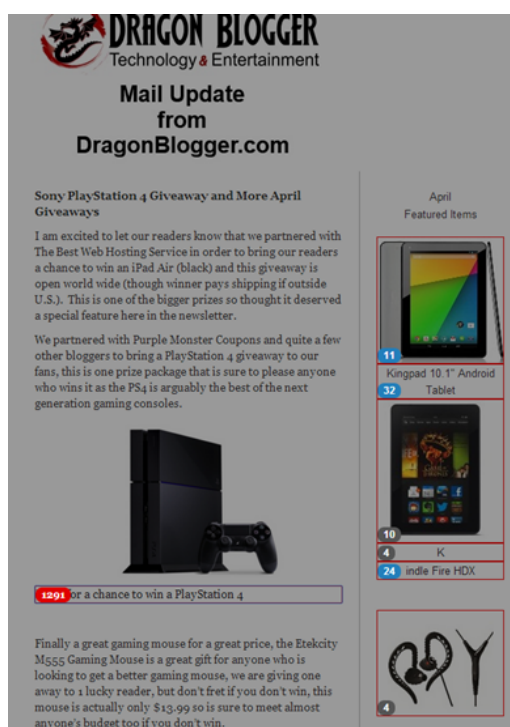 DRAGON BLOGGER
Technology & Entertainment
Mail Update
from
DragonBlogger.com
Sony PlayStation 4 Giveaway and More April
Giveaways
I am excited to let our readers know that we partnered with
The Best Web Hosting Service in order to bring our readers
a chance to win an iPad Air (black) and this giveaway is
open world wide (though winner pays shipping if outside
U.S.). This is one of the bigger prizes so thought it deserved
a special feature here in the newsletter.
We partnered with Purple Monster Coupons and quite a few
other bloggers to bring a PlayStation 4 giveaway to our
fans, this is one prize package that is sure to please anyone
who wins it as the PS4 is arguably the best of the next
generation gaming consoles.
1291 or a chance to win a PlayStation 4
Finally a great gaming mouse for a great price, the Etekcity
M555 Gaming Mouse is a great gift for anyone who is
looking to get a better gaming mouse, we are giving one
away to 1 lucky reader, but don't fret if you don't win, this
mouse is actually only $13.99 so is sure to meet almost
anyone's budget too if you don't win.
April
Featured Items
11
Kingpad 10.1" Android
32 Tablet
10
4 K
24 indle Fire HDX
4